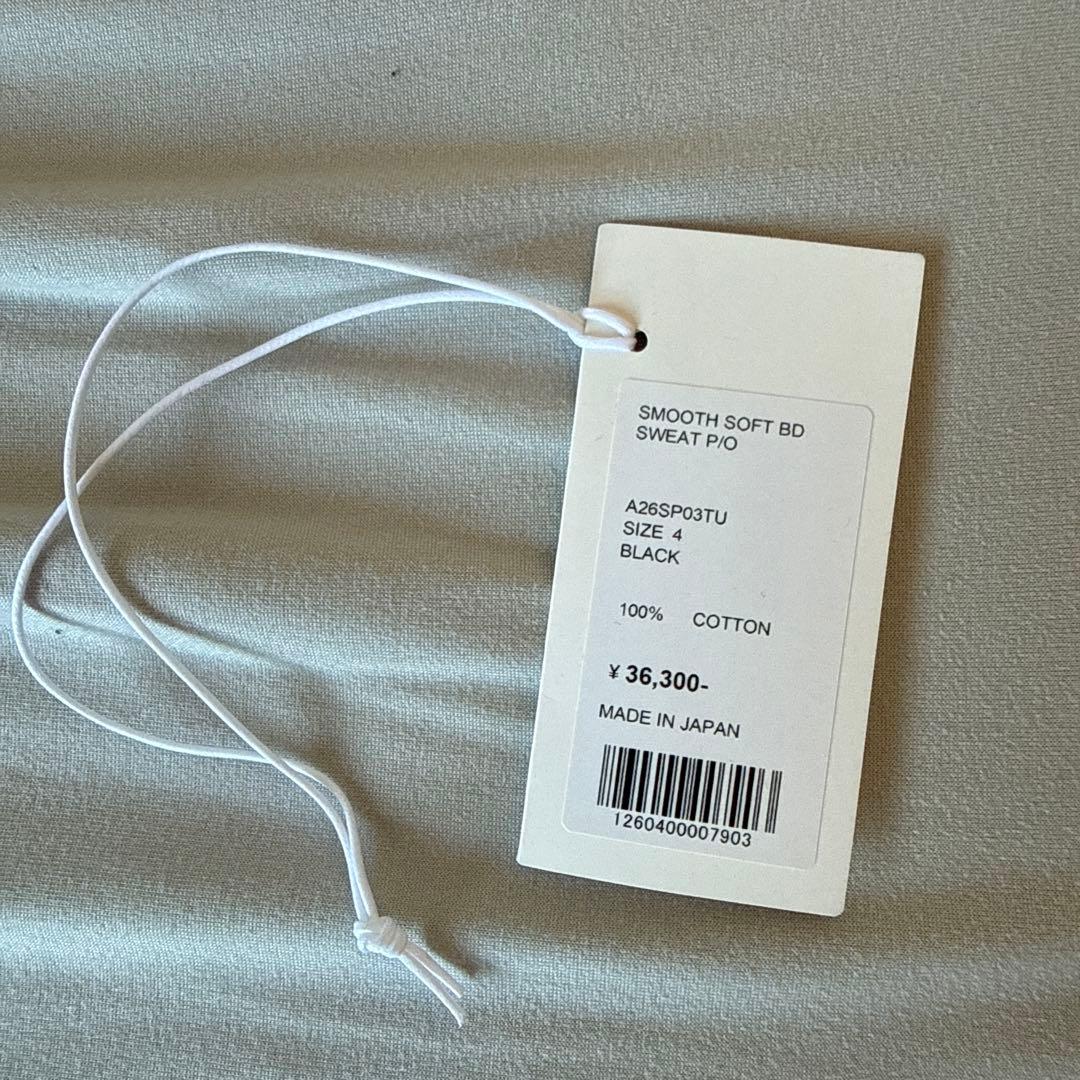 SMOOTH SOFT BD
SWEAT P/O
A26SP03TU
SIZE 4
BLACK
100% COTTON
¥ 36,300-
MADE IN JAPAN
1260400007903